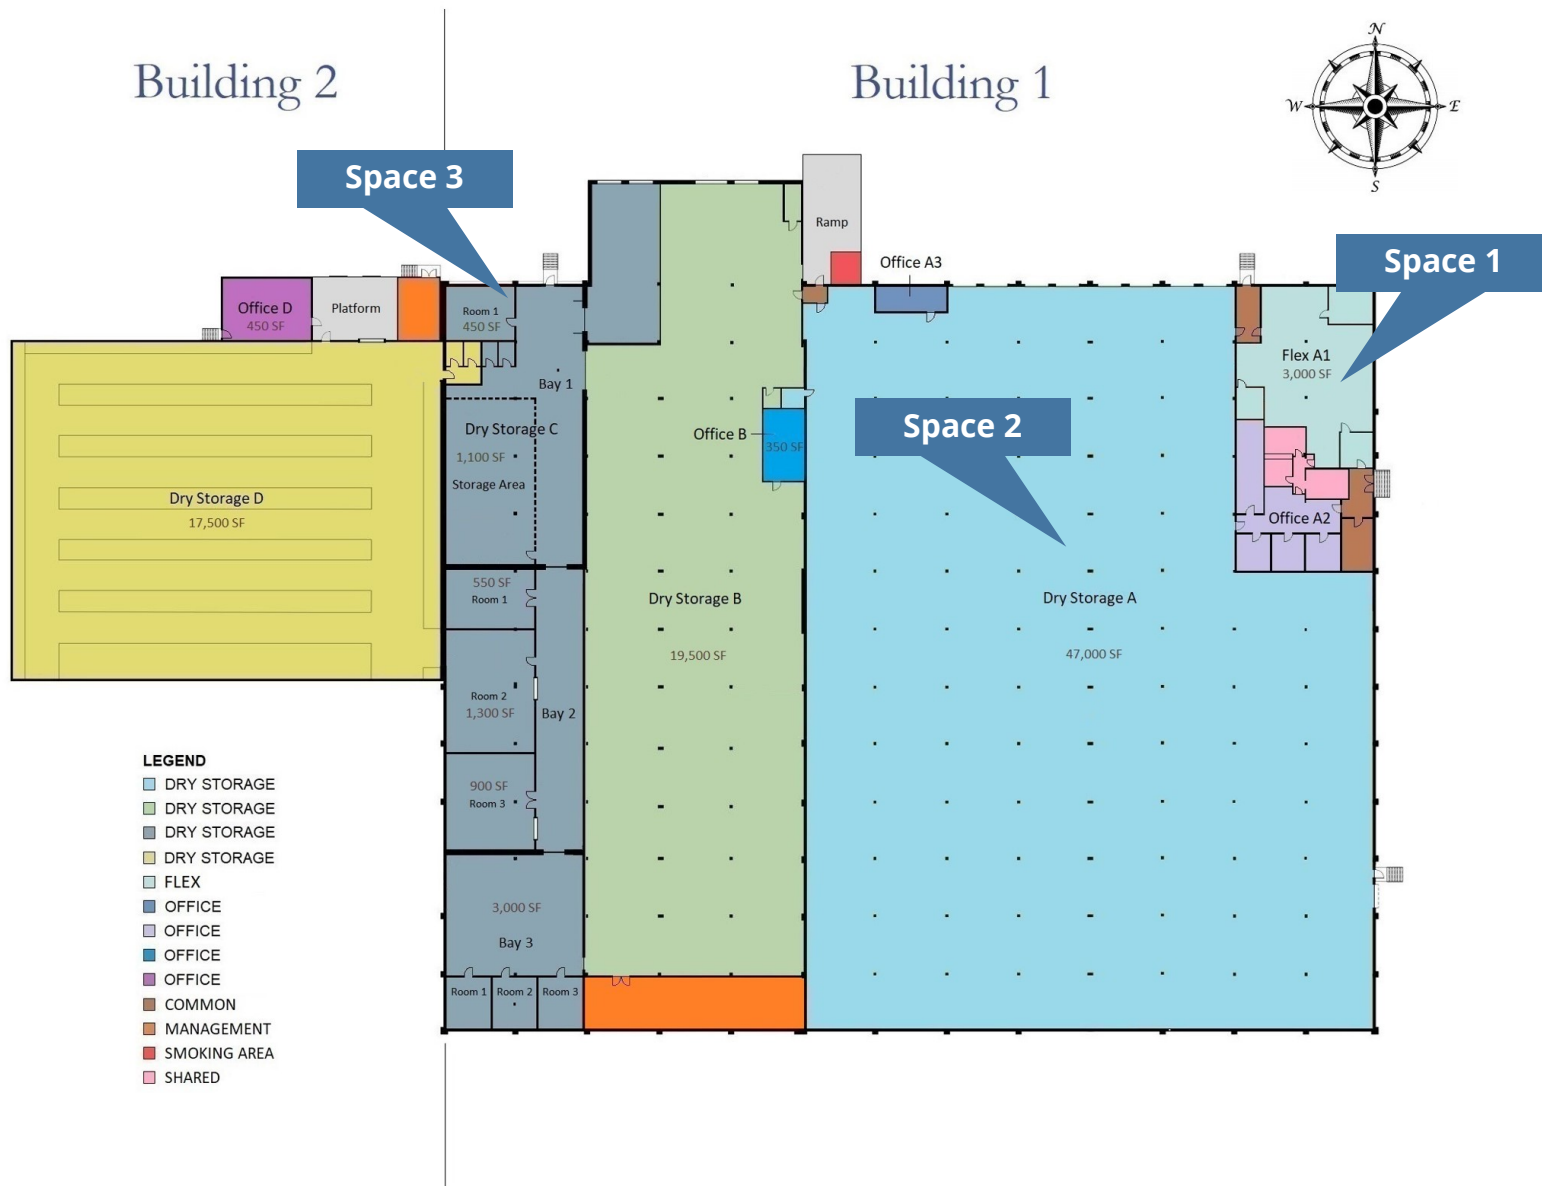 Building 2
Building 1
N
W
E
S
Space 3
Space 1
Space 2
Ramp
Office A3
Office D
450 SF
Platform
Room 1
450 SF
Bay 1
Flex A1
3,000 SF
Dry Storage C
1,100 SF
Storage Area
Office B
350 SF
Dry Storage D
17,500 SF
Office A2
550 SF
Room 1
Dry Storage B
19,500 SF
Dry Storage A
47,000 SF
Room 2
1,300 SF
Bay 2
900 SF
Room 3
3,000 SF
Bay 3
Room 1
Room 2
Room 3
LEGEND
DRY STORAGE
DRY STORAGE
DRY STORAGE
DRY STORAGE
FLEX
OFFICE
OFFICE
OFFICE
OFFICE
COMMON
MANAGEMENT
SMOKING AREA
SHARED